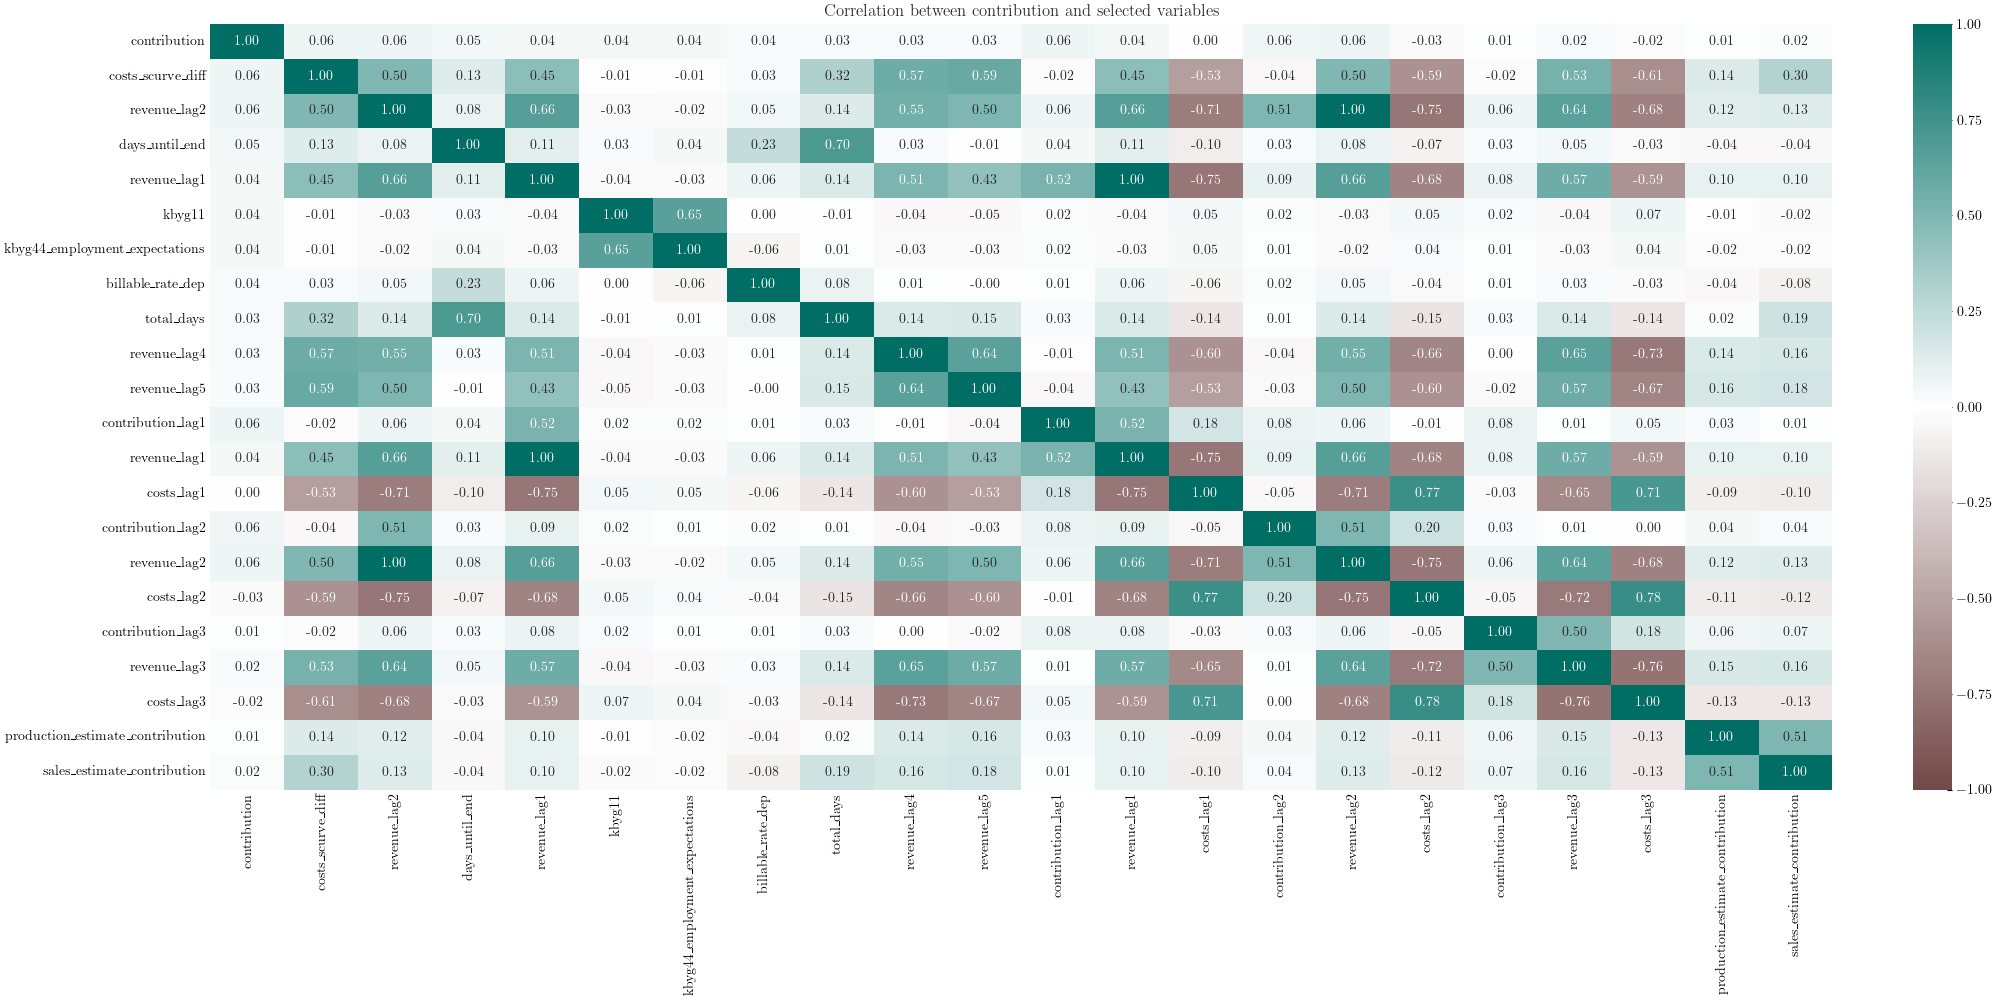 Correlation between contribution and selected variables
contribution 1.00 0.06 0.06 0.05 0.04 0.04 0.04 0.04 0.03 0.03 0.03 0.06 0.04 0.00 0.06 0.06 -0.03 0.01 0.02 -0.02 0.01 0.02
costs_scurve_diff 0.06 1.00 0.50 0.13 0.45 -0.01 -0.01 0.03 0.32 0.57 0.59 -0.02 0.45 -0.53 -0.04 0.50 -0.59 -0.02 0.53 -0.61 0.14 0.30
revenue_lag2 0.06 0.50 1.00 0.08 0.66 -0.03 -0.02 0.05 0.14 0.55 0.50 0.06 0.66 -0.71 0.51 1.00 -0.75 0.06 0.64 -0.68 0.12 0.13
days_until_end 0.05 0.13 0.08 1.00 0.11 0.03 0.04 0.23 0.70 0.03 -0.01 0.04 0.11 -0.10 0.03 0.08 -0.07 0.03 0.05 -0.03 -0.04 -0.04
revenue_lag1 0.04 0.45 0.66 0.11 1.00 -0.04 -0.03 0.06 0.14 0.51 0.43 0.52 1.00 -0.75 0.09 0.66 -0.68 0.08 0.57 -0.59 0.10 0.10
kbyg11 0.04 -0.01 -0.03 0.03 -0.04 1.00 0.65 0.00 -0.01 -0.04 -0.05 0.02 -0.04 0.05 0.02 -0.03 0.05 0.02 -0.04 0.07 -0.01 -0.02
kbyg44_employment_expectations 0.04 -0.01 -0.02 0.04 -0.03 0.65 1.00 -0.06 0.01 -0.03 -0.03 0.02 -0.03 0.05 0.01 -0.02 0.04 0.01 -0.03 0.04 -0.02 -0.02
billable_rate_dep 0.04 0.03 0.05 0.23 0.06 0.00 -0.06 1.00 0.08 0.01 -0.00 0.01 0.06 -0.06 0.02 0.05 -0.04 0.01 0.03 -0.03 -0.04 -0.08
total_days 0.03 0.32 0.14 0.70 0.14 -0.01 0.01 0.08 1.00 0.14 0.15 0.03 0.14 -0.14 0.01 0.14 -0.15 0.03 0.14 -0.14 0.02 0.19
revenue_lag4 0.03 0.57 0.55 0.03 0.51 -0.04 -0.03 0.01 0.14 1.00 0.64 -0.01 0.51 -0.60 -0.04 0.55 -0.66 0.00 0.65 -0.73 0.14 0.16
revenue_lag5 0.03 0.59 0.50 -0.01 0.43 -0.05 -0.03 -0.00 0.15 0.64 1.00 -0.04 0.43 -0.53 -0.03 0.50 -0.60 -0.02 0.57 -0.67 0.16 0.18
contribution_lag1 0.06 -0.02 0.06 0.04 0.52 0.02 0.02 0.01 0.03 -0.01 -0.04 1.00 0.52 0.18 0.08 0.06 -0.01 0.08 0.01 0.05 0.03 0.01
revenue_lag1 0.04 0.45 0.66 0.11 1.00 -0.04 -0.03 0.06 0.14 0.51 0.43 0.52 1.00 -0.75 0.09 0.66 -0.68 0.08 0.57 -0.59 0.10 0.10
costs_lag1 0.00 -0.53 -0.71 -0.10 -0.75 0.05 0.05 -0.06 -0.14 -0.60 -0.53 0.18 -0.75 1.00 -0.05 -0.71 0.77 -0.03 -0.65 0.71 -0.09 -0.10
contribution_lag2 0.06 -0.04 0.51 0.03 0.09 0.02 0.01 0.02 0.01 -0.04 -0.03 0.08 0.09 -0.05 1.00 0.51 0.20 0.03 0.01 0.00 0.04 0.04
revenue_lag2 0.06 0.50 1.00 0.08 0.66 -0.03 -0.02 0.05 0.14 0.55 0.50 0.06 0.66 -0.71 0.51 1.00 -0.75 0.06 0.64 -0.68 0.12 0.13
costs_lag2 -0.03 -0.59 -0.75 -0.07 -0.68 0.05 0.04 -0.04 -0.15 -0.66 -0.60 -0.01 -0.68 0.77 0.20 -0.75 1.00 -0.05 -0.72 0.78 -0.11 -0.12
contribution_lag3 0.01 -0.02 0.06 0.03 0.08 0.02 0.01 0.01 0.03 0.00 -0.02 0.08 0.08 -0.03 0.03 0.06 -0.05 1.00 0.50 0.18 0.06 0.07
revenue_lag3 0.02 0.53 0.64 0.05 0.57 -0.04 -0.03 0.03 0.14 0.65 0.57 0.01 0.57 -0.65 0.01 0.64 -0.72 0.50 1.00 -0.76 0.15 0.16
costs_lag3 -0.02 -0.61 -0.68 -0.03 -0.59 0.07 0.04 -0.03 -0.14 -0.73 -0.67 0.05 -0.59 0.71 0.00 -0.68 0.78 0.18 -0.76 1.00 -0.13 -0.13
production_estimate_contribution 0.01 0.14 0.12 -0.04 0.10 -0.01 -0.02 -0.04 0.02 0.14 0.16 0.03 0.10 -0.09 0.04 0.12 -0.11 0.06 0.15 -0.13 1.00 0.51
sales_estimate_contribution 0.02 0.30 0.13 -0.04 0.10 -0.02 -0.02 -0.08 0.19 0.16 0.18 0.01 0.10 -0.10 0.04 0.13 -0.12 0.07 0.16 -0.13 0.51 1.00
contribution
costs_scurve_diff
revenue_lag2
days_until_end
revenue_lag1
kbyg11
kbyg44_employment_expectations
billable_rate_dep
total_days
revenue_lag4
revenue_lag5
contribution_lag1
revenue_lag1
costs_lag1
contribution_lag2
revenue_lag2
costs_lag2
contribution_lag3
revenue_lag3
costs_lag3
production_estimate_contribution
sales_estimate_contribution
1.00
0.75
0.50
0.25
0.00
−0.25
−0.50
−0.75
−1.00